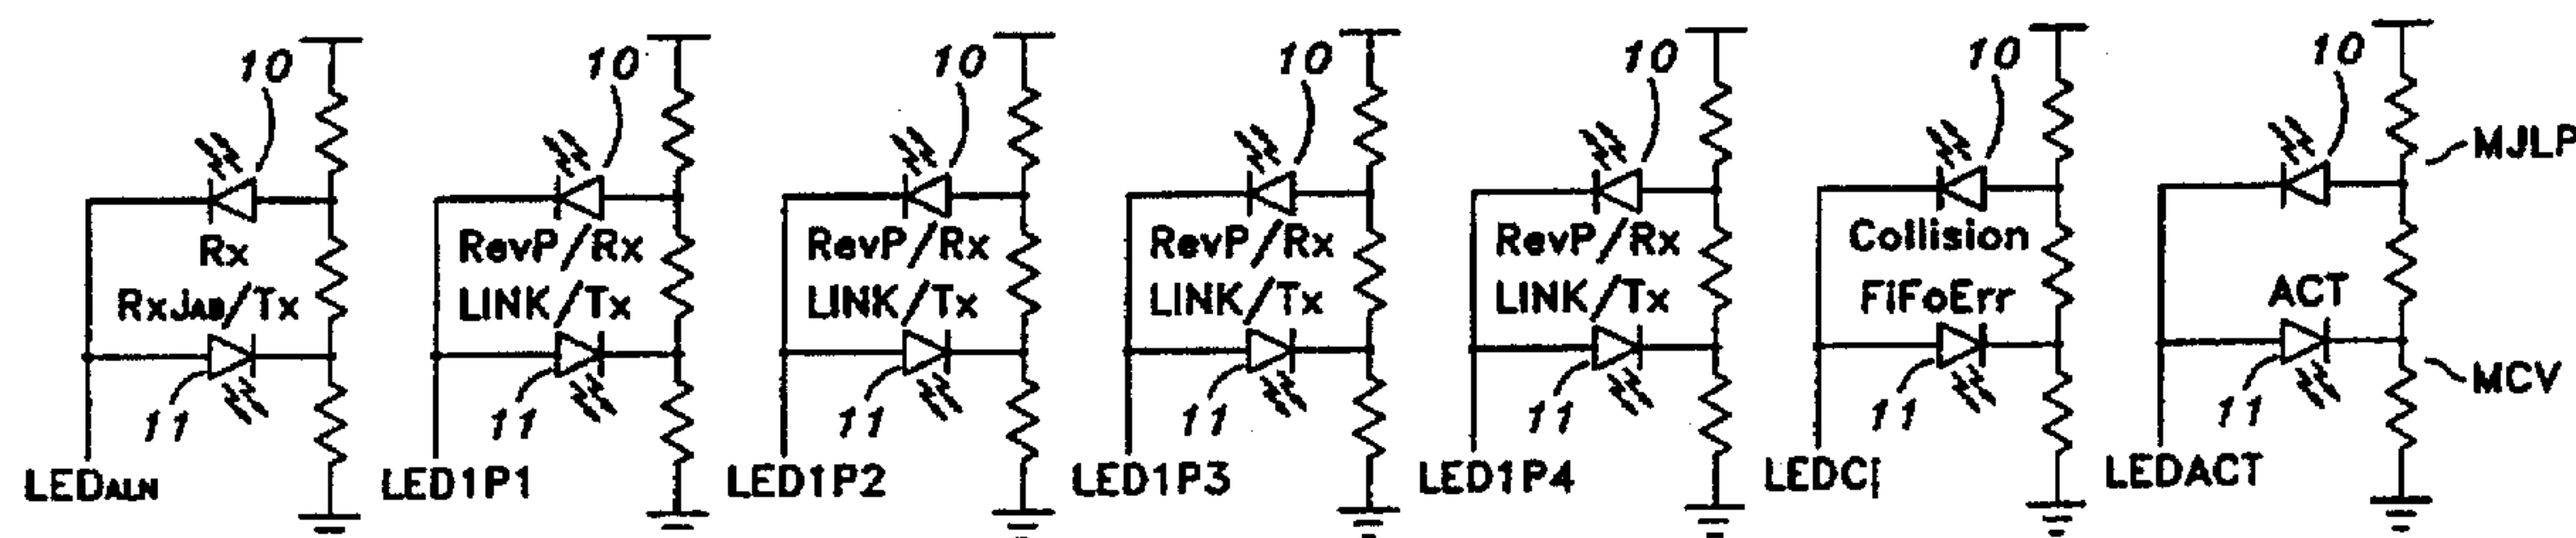 10 10 10 10 10 10 10
MJLP
Rx RevP/Rx RevP/Rx RevP/Rx RevP/Rx Collision
RxJAB/Tx LINK/Tx LINK/Tx LINK/Tx LINK/Tx FiFoErr ACT
MCV
11 11 11 11 11 11 11
LEDALN LED1P1 LED1P2 LED1P3 LED1P4 LEDCj LEDACT